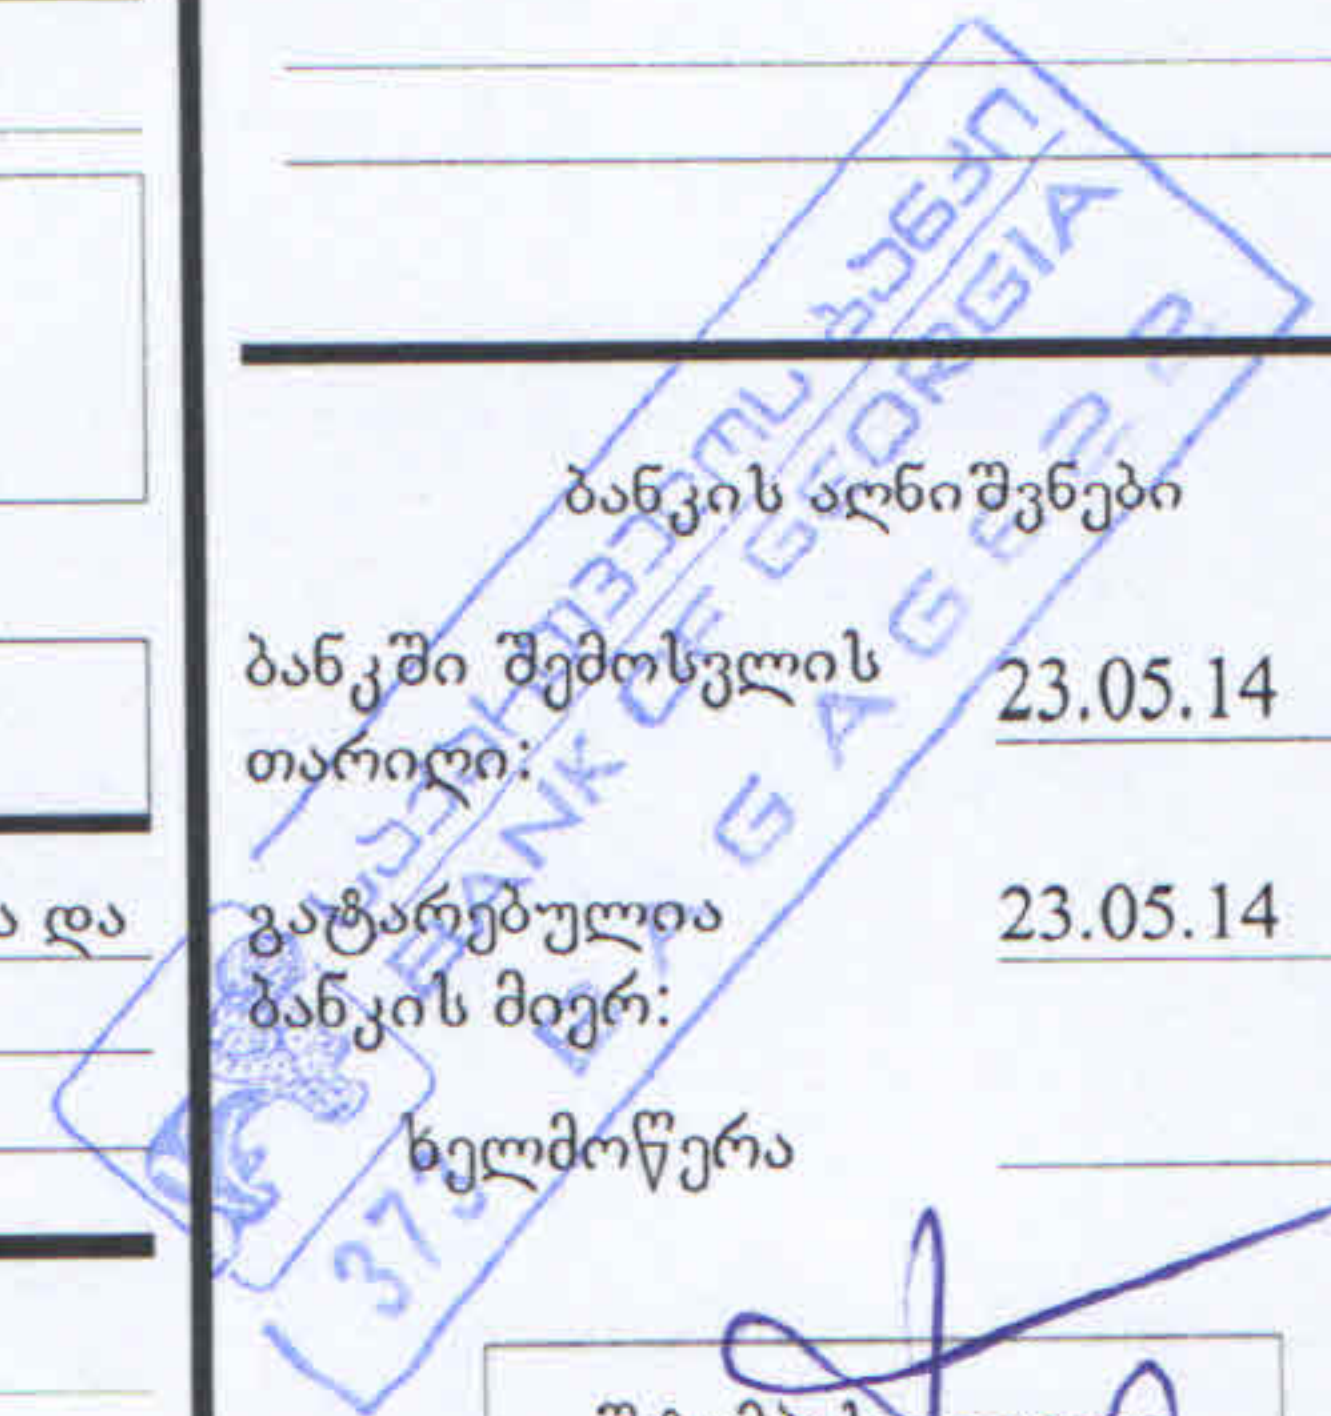 ბანკის აღნიშვნები
ბანკში შემოსვლის 23.05.14
თარიღი:
ა და
გატარებულია 23.05.14
ბანკის მიერ:
ხელმოწერა
საქართველოს ბანკი
BANK OF GEORGIA
BAGAGE22